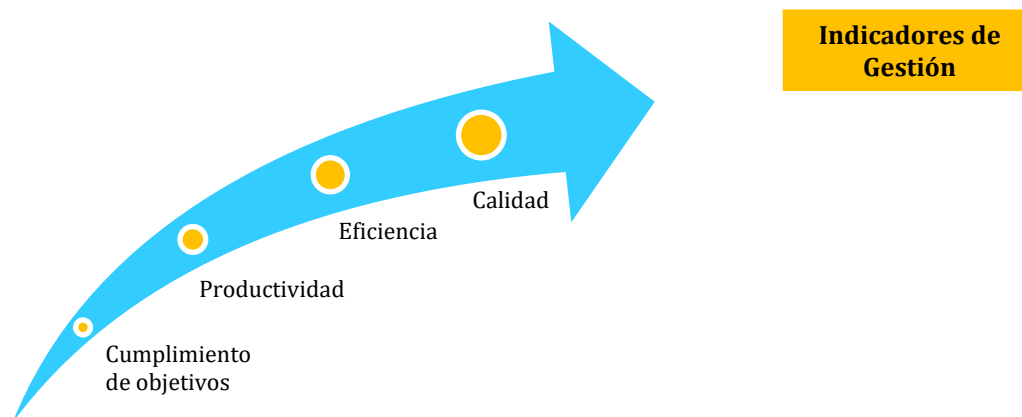 Indicadores de
Gestión
Calidad
Eficiencia
Productividad
Cumplimiento
de objetivos